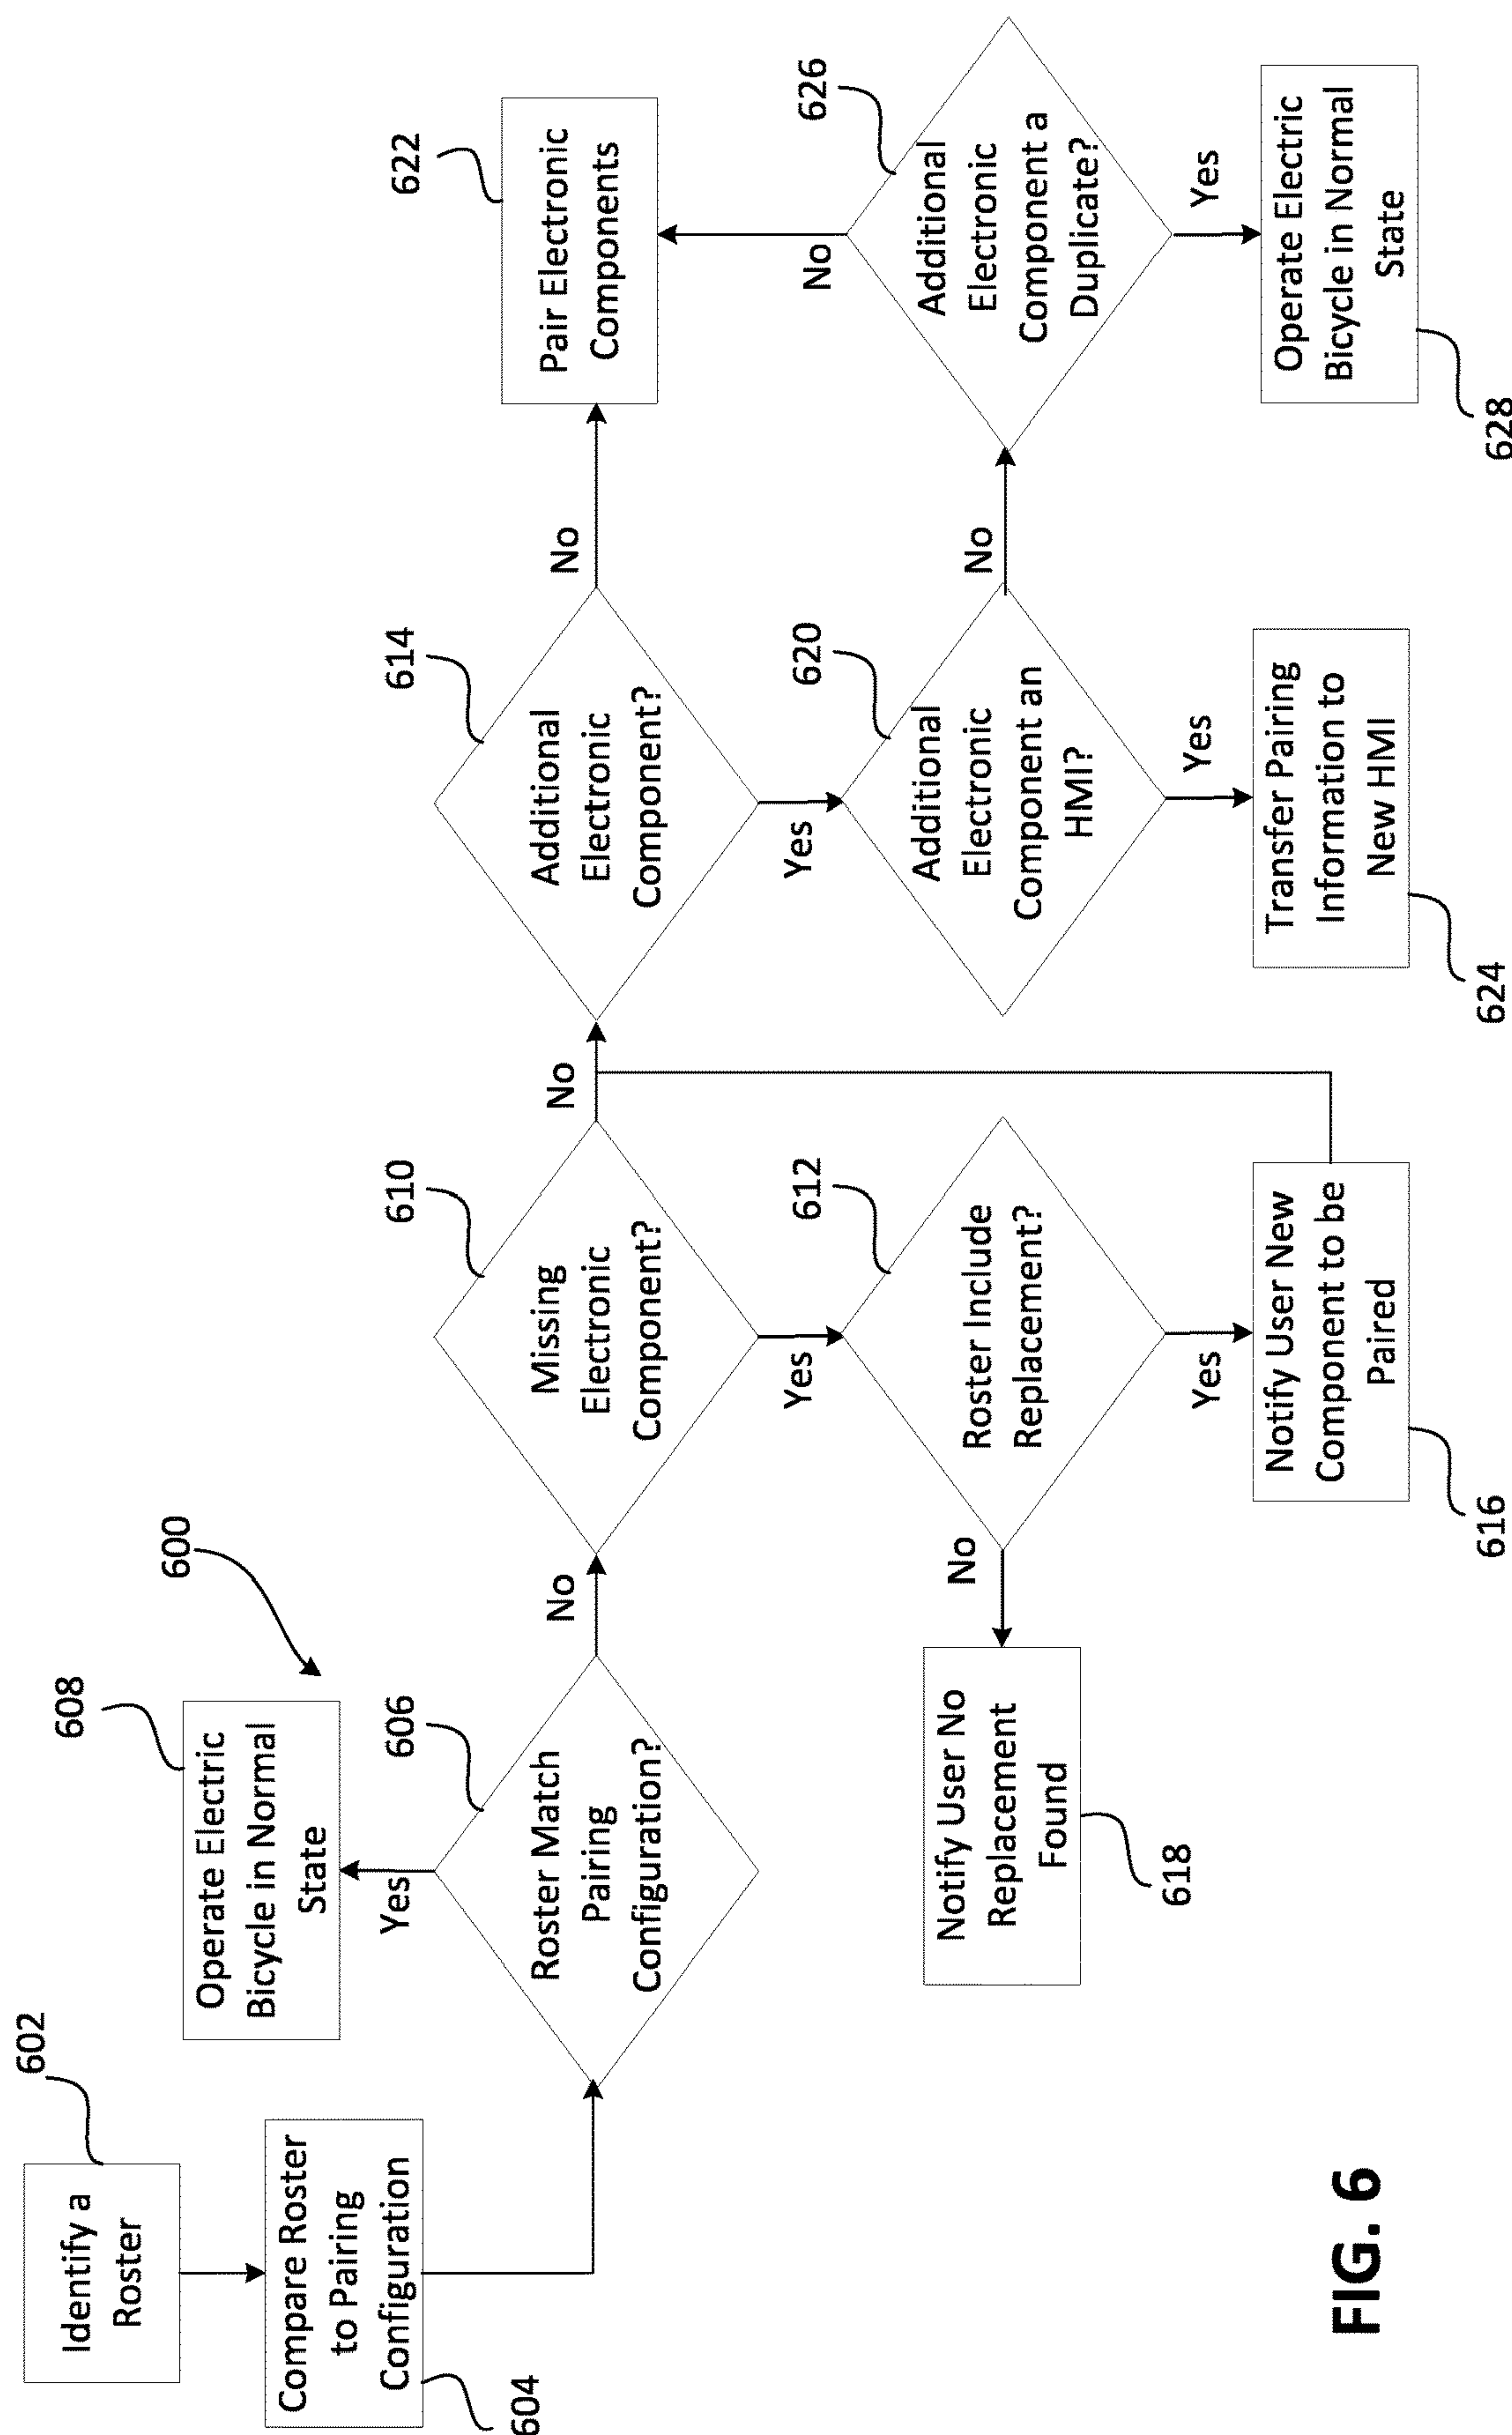 602
Identify a
Roster
604
Compare Roster
to Pairing
Configuration
600
608
Operate Electric
Bicycle in Normal
State
Yes
606
Roster Match
Pairing
Configuration?
No
610
Missing
Electronic
Component?
No
Yes
612
Roster Include
Replacement?
No
618
Notify User No
Replacement
Found
Yes
616
Notify User New
Component to be
Paired
614
Additional
Electronic
Component?
No
622
Pair Electronic
Components
Yes
620
Additional
Electronic
Component an
HMI?
No
Yes
624
Transfer Pairing
Information to
New HMI
626
Additional
Electronic
Component a
Duplicate?
No
Yes
628
Operate Electric
Bicycle in Normal
State
FIG. 6